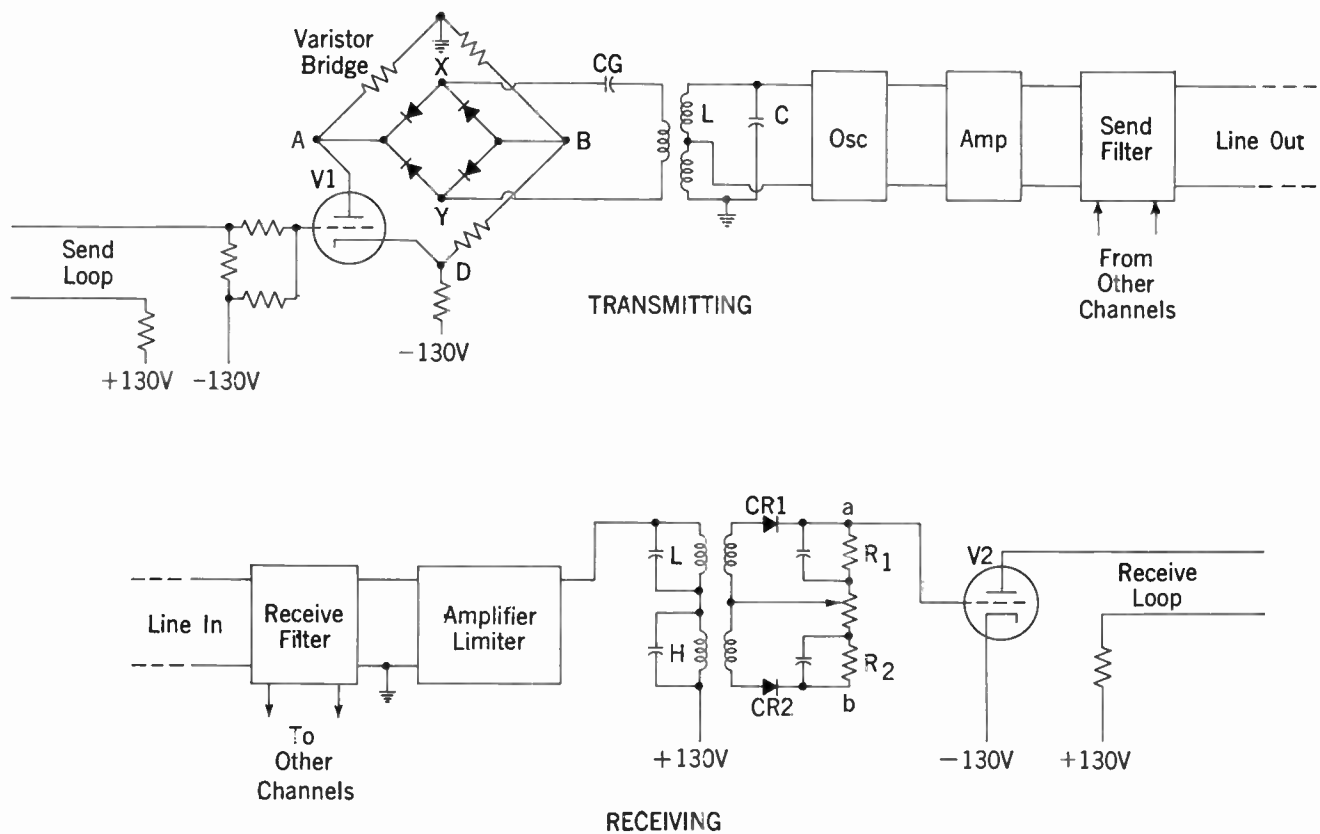 Varistor
Bridge
X
CG
A
B
L
C
Osc
Amp
Send
Filter
Line Out
V1
Y
Send
Loop
D
From
Other
Channels
TRANSMITTING
-130V
+130V
-130V
CR1
a
R1
V2
L
Receive
Loop
Line In
Receive
Filter
Amplifier
Limiter
H
R2
CR2
b
To
Other
Channels
+130V
-130V
+130V
RECEIVING